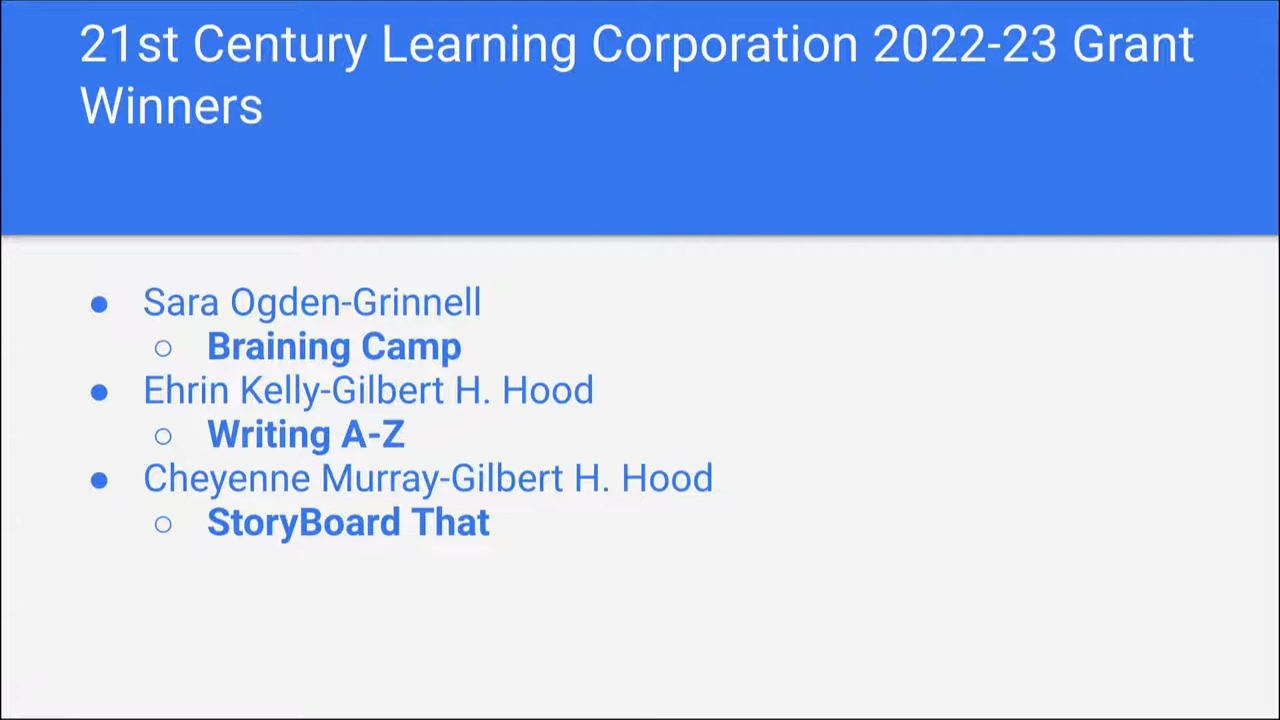 21st Century Learning Corporation 2022-23 Grant
Winners
● Sara Ogden-Grinnell
○ Braining Camp
● Ehrin Kelly-Gilbert H. Hood
○ Writing A-Z
● Cheyenne Murray-Gilbert H. Hood
○ StoryBoard That